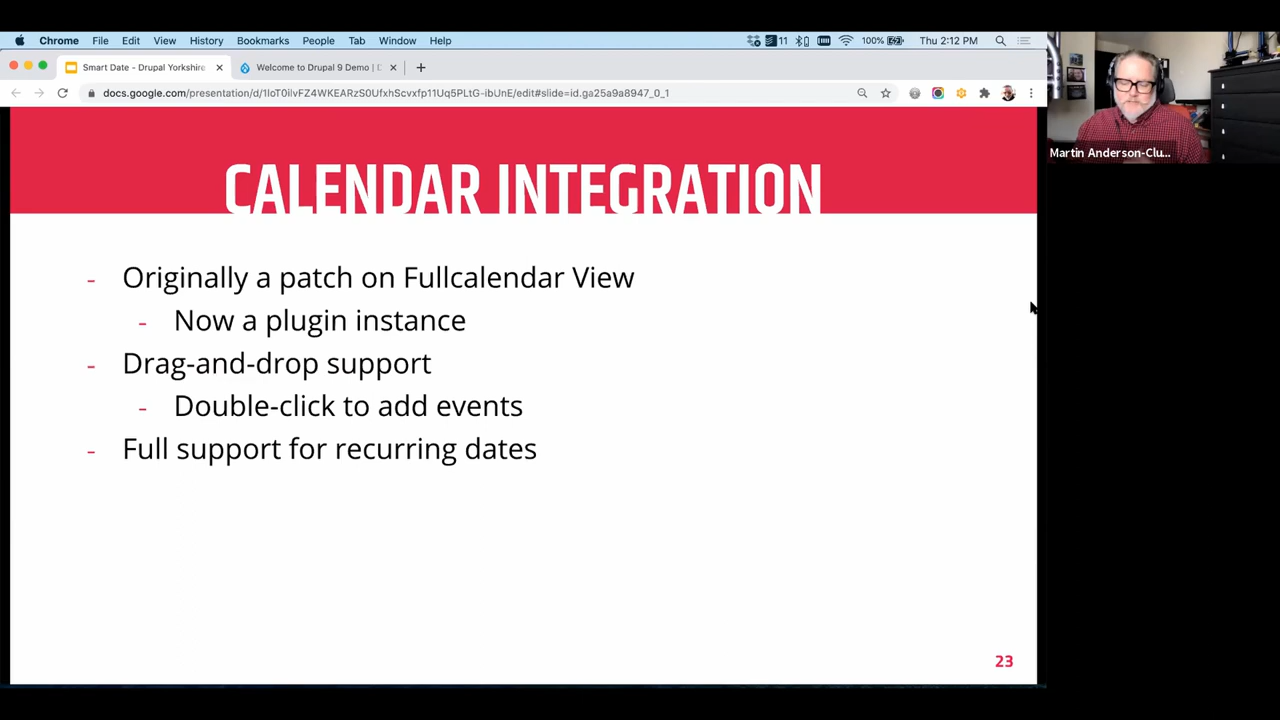 Chrome File Edit View History Bookmarks People Tab Window Help 11 100% Thu 2:12 PM
Smart Date - Drupal Yorkshire Welcome to Drupal 9 Demo | D
docs.google.com/presentation/d/1IoT0ilvFZ4WKEARzS0UfxhScvxfp11Uq5PLtG-ibUnE/edit#slide=id.ga25a9a8947_0_1
Martin Anderson-Clu...
CALENDAR INTEGRATION
- Originally a patch on Fullcalendar View
- Now a plugin instance
- Drag-and-drop support
- Double-click to add events
- Full support for recurring dates
23